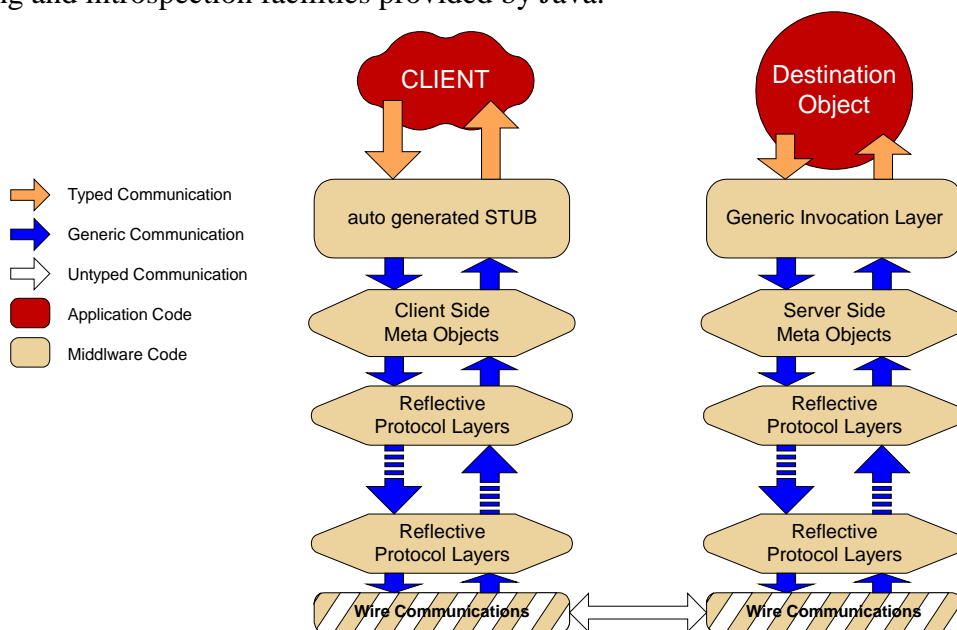 ng and introspection facilities provided by Java.
CLIENT
Destination
Object
Typed Communication
Generic Communication
Untyped Communication
Application Code
Middlware Code
auto generated STUB
Generic Invocation Layer
Client Side
Meta Objects
Server Side
Meta Objects
Reflective
Protocol Layers
Reflective
Protocol Layers
Reflective
Protocol Layers
Reflective
Protocol Layers
Wire Communications
Wire Communications